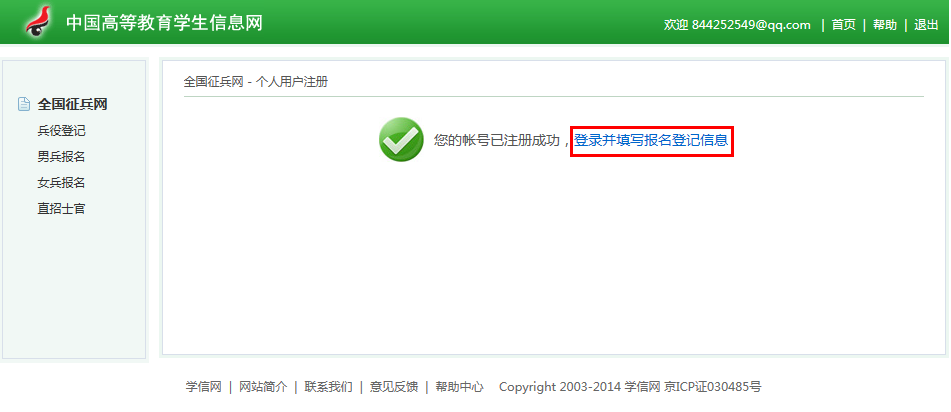 中国高等教育学生信息网
欢迎 844252549@qq.com | 首页 | 帮助 | 退出
全国征兵网
兵役登记
男兵报名
女兵报名
直招士官
全国征兵网 - 个人用户注册
您的帐号已注册成功，登录并填写报名登记信息
学信网 | 网站简介 | 联系我们 | 意见反馈 | 帮助中心 Copyright 2003-2014 学信网 京ICP证030485号